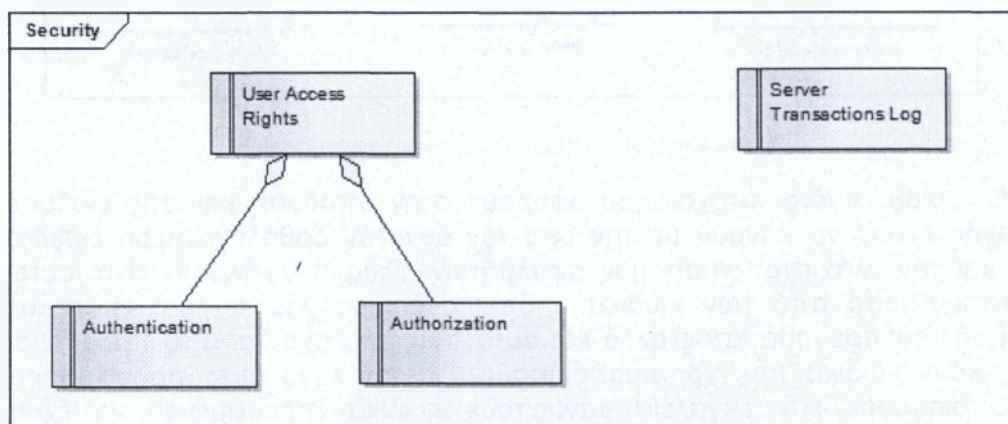 Security
User Access
Rights
Server
Transactions Log
Authentication
Authorization